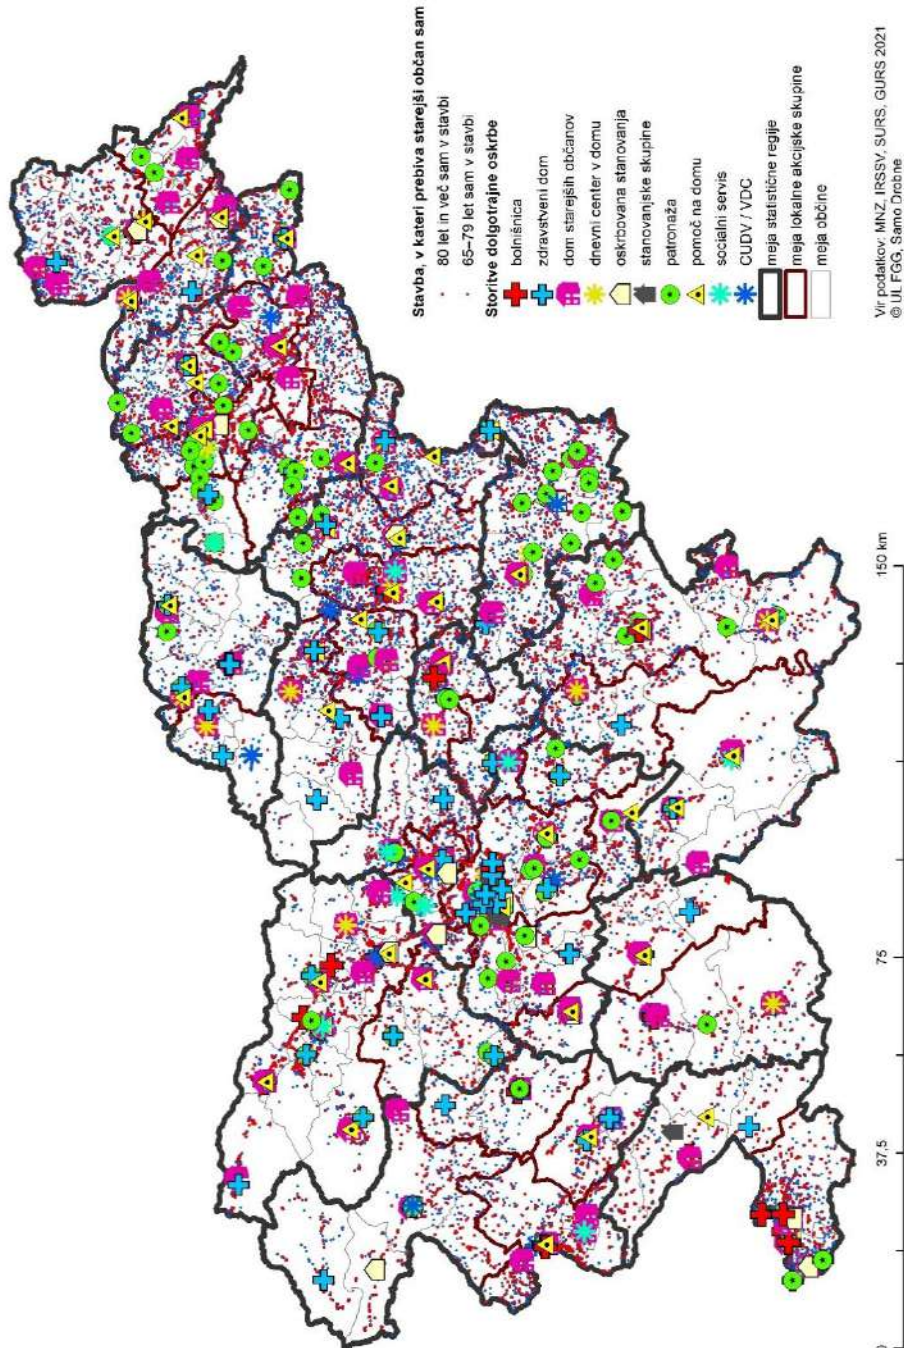 Stavba, v kateri prebiva starejši občan sam
80 let in več sam v stavbi
65–79 let sam v stavbi
Storitve dolgotrajne oskrbe
bolnišnica
zdravstveni dom
dom starejših občanov
dnevni center v domu
oskrbovana stanovanja
stanovanjske skupine
patronaža
pomoč na domu
socialni servis
CUDV / VDC
meja statistične regije
meja lokalne akcijske skupine
meja občine
Vir podatkov: MNZ, IRSSV, SURS, GURS 2021
© UL FGG, Samo Drobne
37,5
75
150 km